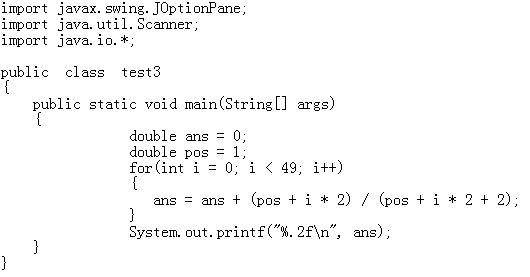 import javax.swing.JOptionPane;
import java.util.Scanner;
import java.io.*;
public  class  test3
{
    public static void main(String[] args)
    {
                double ans = 0;
                double pos = 1;
                for(int i = 0; i < 49; i++)
                {
                   ans = ans + (pos + i * 2) / (pos + i * 2 + 2);
                }
                System.out.printf("%.2f\n", ans);
    }
}